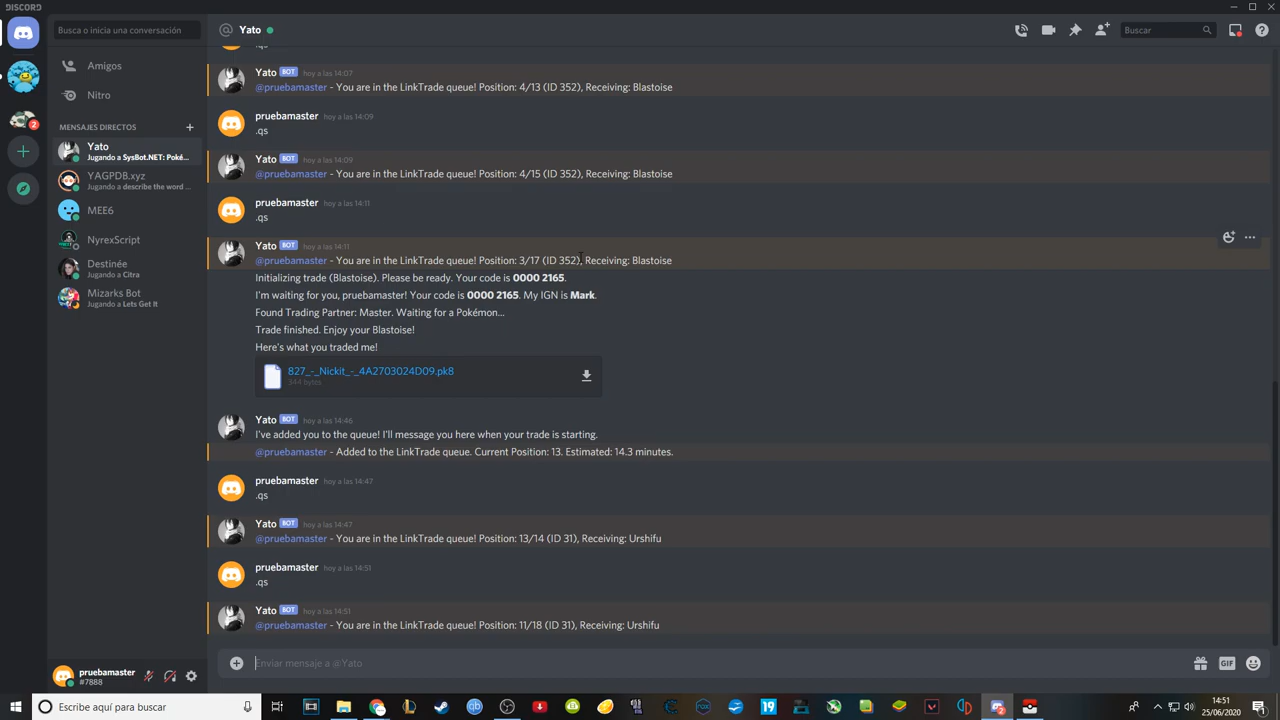 DISCORD
Busca o inicia una conversación
@ Yato
Buscar
Amigos
Nitro
MENSAJES DIRECTOS
Yato
Jugando a SysBot.NET: Poké...
YAGPDB.xyz
Jugando a describe the word ...
MEE6
NyrexScript
Destinée
Jugando a Citra
Mizarks Bot
Jugando a Lets Get It
2
.qs
Yato BOT hoy a las 14:07
@pruebamaster - You are in the LinkTrade queue! Position: 4/13 (ID 352), Receiving: Blastoise
pruebamaster hoy a las 14:09
.qs
Yato BOT hoy a las 14:09
@pruebamaster - You are in the LinkTrade queue! Position: 4/15 (ID 352), Receiving: Blastoise
pruebamaster hoy a las 14:11
.qs
Yato BOT hoy a las 14:11
@pruebamaster - You are in the LinkTrade queue! Position: 3/17 (ID 352), Receiving: Blastoise
Initializing trade (Blastoise). Please be ready. Your code is 0000 2165.
I'm waiting for you, pruebamaster! Your code is 0000 2165. My IGN is Mark.
Found Trading Partner: Master. Waiting for a Pokémon...
Trade finished. Enjoy your Blastoise!
Here's what you traded me!
827_-_Nickit_-_4A2703024D09.pk8
344 bytes
Yato BOT hoy a las 14:46
I've added you to the queue! I'll message you here when your trade is starting.
@pruebamaster - Added to the LinkTrade queue. Current Position: 13. Estimated: 14.3 minutes.
pruebamaster hoy a las 14:47
.qs
Yato BOT hoy a las 14:47
@pruebamaster - You are in the LinkTrade queue! Position: 13/14 (ID 31), Receiving: Urshifu
pruebamaster hoy a las 14:51
.qs
Yato BOT hoy a las 14:51
@pruebamaster - You are in the LinkTrade queue! Position: 11/18 (ID 31), Receiving: Urshifu
Enviar mensaje a @Yato
GIF
pruebamaster
#7888
Escribe aquí para buscar
qb
19
14:51
25/06/2020